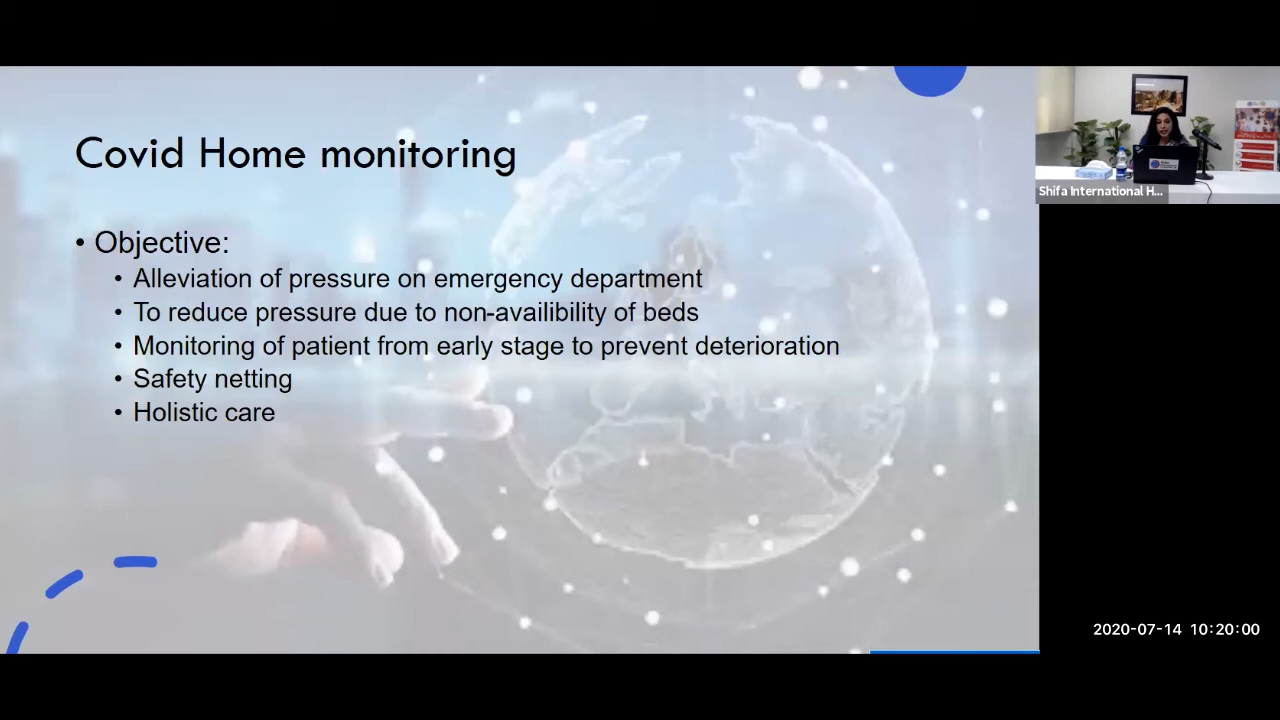 Covid Home monitoring
• Objective:
• Alleviation of pressure on emergency department
• To reduce pressure due to non-availibility of beds
• Monitoring of patient from early stage to prevent deterioration
• Safety netting
• Holistic care
Shifa International H...
2020-07-14 10:20:00